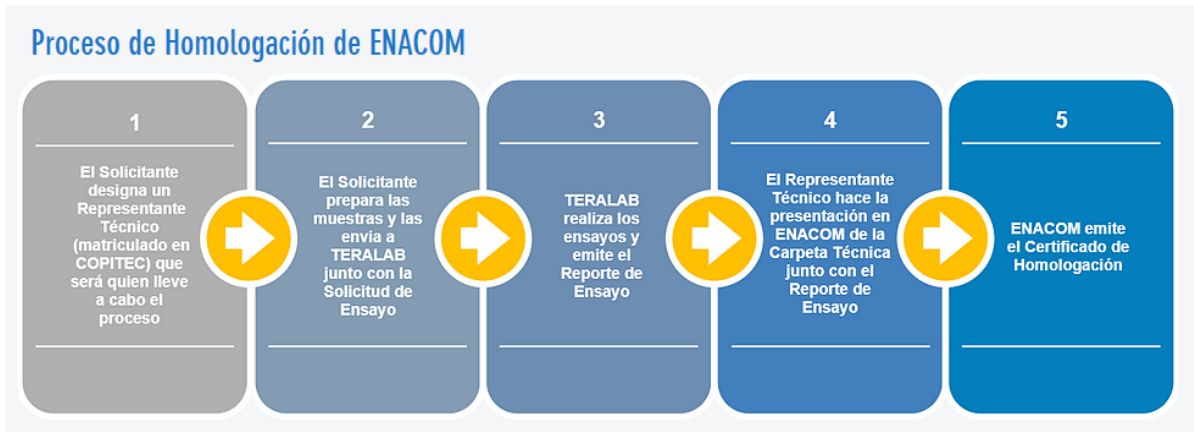 Proceso de Homologación de ENACOM
1
El Solicitante
designa un
Representante
Técnico
(matriculado en
COPITEC) que
será quien lleve
a cabo el
proceso
2
El Solicitante
prepara las
muestras y las
envia a
TERALAB
junto con la
Solicitud de
Ensayo
3
TERALAB
realiza los
ensayos y
emite el
Reporte de
Ensayo
4
El Representante
Técnico hace la
presentación en
ENACOM de la
Carpeta Técnica
junto con el
Reporte de
Ensayo
5
ENACOM emite
el Certificado de
Homologación